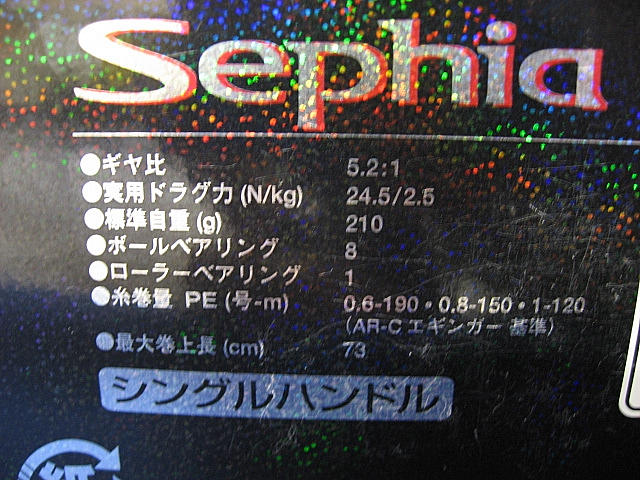 Sephia
●ギヤ比 5.2:1
●実用ドラグ力 (N/kg) 24.5/2.5
●標準自重 (g) 210
●ボールベアリング 8
●ローラーベアリング 1
●糸巻量 PE (号-m) 0.6-190・0.8-150・1-120
(AR-C エギンガー 基準)
●最大巻上長 (cm) 73
シングルハンドル
紙